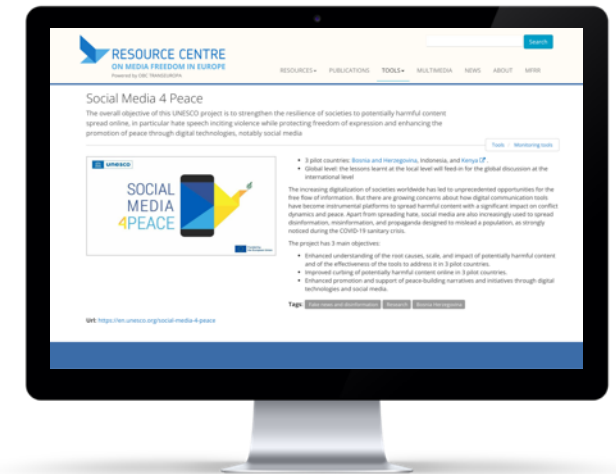 RESOURCE CENTRE
ON MEDIA FREEDOM IN EUROPE
Powered by OBC TRANSEUROPA
Search
RESOURCES PUBLICATIONS TOOLS MULTIMEDIA NEWS ABOUT MFRR
Social Media 4 Peace
The overall objective of this UNESCO project is to strengthen the resilience of societies to potentially harmful content
spread online, in particular hate speech inciting violence while protecting freedom of expression and enhancing the
promotion of peace through digital technologies, notably social media
Tools / Monitoring tools
unesco
SOCIAL
MEDIA
4PEACE
• 3 pilot countries: Bosnia and Herzegovina, Indonesia, and Kenya.
• Global level: the lessons learnt at the local level will feed-in for the global discussion at the
international level
The increasing digitalization of societies worldwide has led to unprecedented opportunities for the
free flow of information. But there are growing concerns about how digital communication tools
have become instrumental platforms to spread harmful content with a significant impact on conflict
dynamics and peace. Apart from spreading hate, social media are also increasingly used to spread
disinformation, misinformation, and propaganda designed to mislead a population, as strongly
noticed during the COVID-19 sanitary crisis.
The project has 3 main objectives:
• Enhanced understanding of the root causes, scale, and impact of potentially harmful content
and of the effectiveness of the tools to address it in 3 pilot countries.
• Improved curbing of potentially harmful content online in 3 pilot countries.
• Enhanced promotion and support of peace-building narratives and initiatives through digital
technologies and social media.
Tags: Fake news and disinformation Research Bosnia Herzegovina
Url: https://en.unesco.org/social-media-4-peace